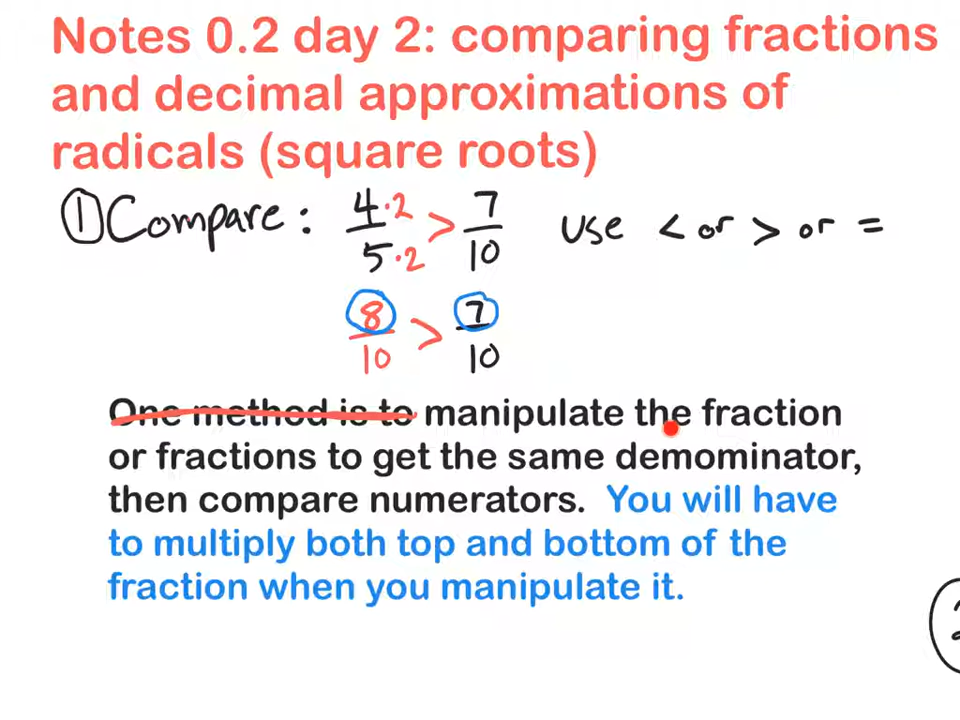 Notes 0.2 day 2: comparing fractions
and decimal approximations of
radicals (square roots)
① Compare: 4·2/5·2 > 7/10 use < or > or =
8/10 > 7/10
One method is to manipulate the fraction
or fractions to get the same demominator,
then compare numerators. You will have
to multiply both top and bottom of the
fraction when you manipulate it.